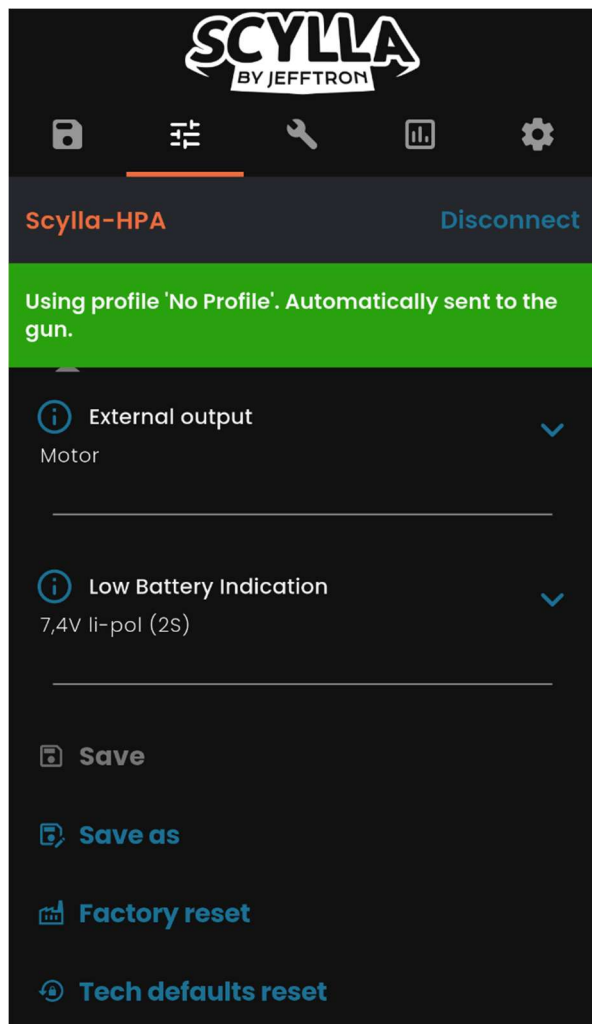 SCYLLA
BY JEFFTRON
Scylla-HPA
Disconnect
Using profile 'No Profile'. Automatically sent to the
gun.
External output
Motor
Low Battery Indication
7,4V li-pol (2S)
Save
Save as
Factory reset
Tech defaults reset